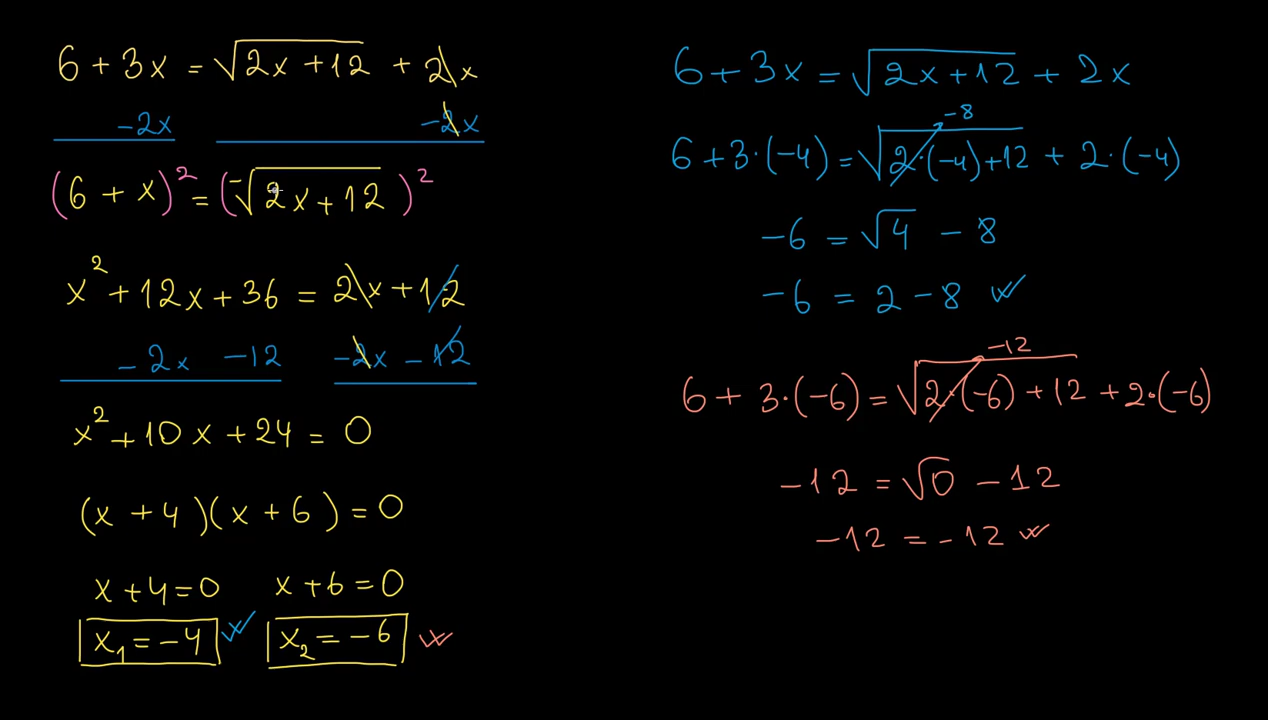 6 + 3x = √(2x + 12) + 2x
-2x -2x
(6 + x)² = (√(2x + 12))²
x² + 12x + 36 = 2x + 12
- 2x - 12 -2x - 12
x² + 10x + 24 = 0
(x + 4)(x + 6) = 0
x + 4 = 0 x + 6 = 0
x₁ = -4 x₂ = -6
6 + 3x = √(2x + 12) + 2x
-8
6 + 3·(-4) = √(2·(-4) + 12) + 2·(-4)
-6 = √4 - 8
-6 = 2 - 8
-12
6 + 3·(-6) = √(2·(-6) + 12) + 2·(-6)
-12 = √0 - 12
-12 = -12